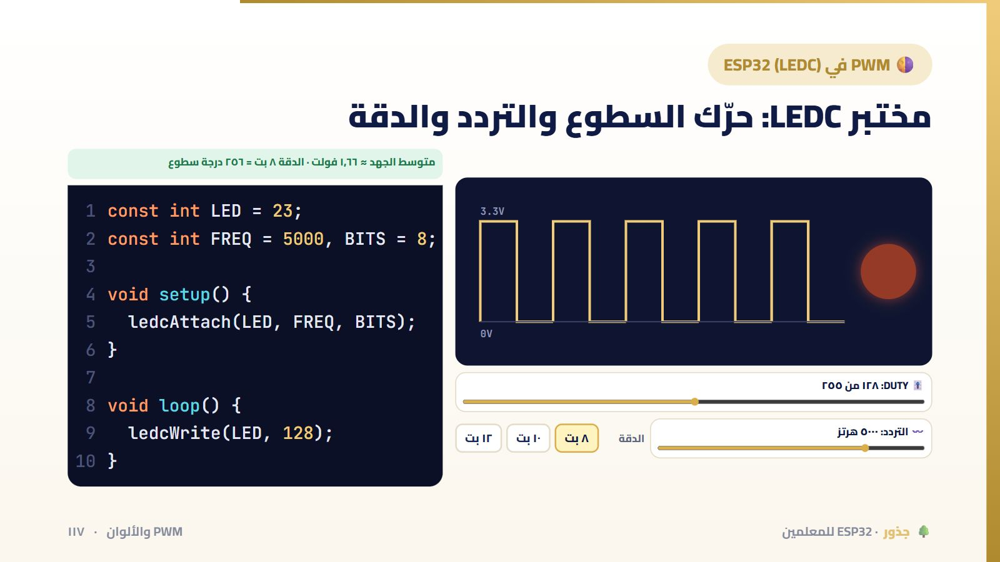 PWM في ESP32 (LEDC)
مختبر LEDC: حرّك السطوع والتردد والدقة
3.3V
0V
DUTY: ١٢٨ من ٢٥٥
التردد: ٥٠٠٠ هرتز
الدقة
٨ بت
١٠ بت
١٢ بت
متوسط الجهد ≈ ١,٦٦ فولت · الدقة ٨ بت = ٢٥٦ درجة سطوع
1 const int LED = 23;
2 const int FREQ = 5000, BITS = 8;
3
4 void setup() {
5   ledcAttach(LED, FREQ, BITS);
6 }
7
8 void loop() {
9   ledcWrite(LED, 128);
10 }
جذور · ESP32 للمعلمين
PWM والألوان · ١١٧